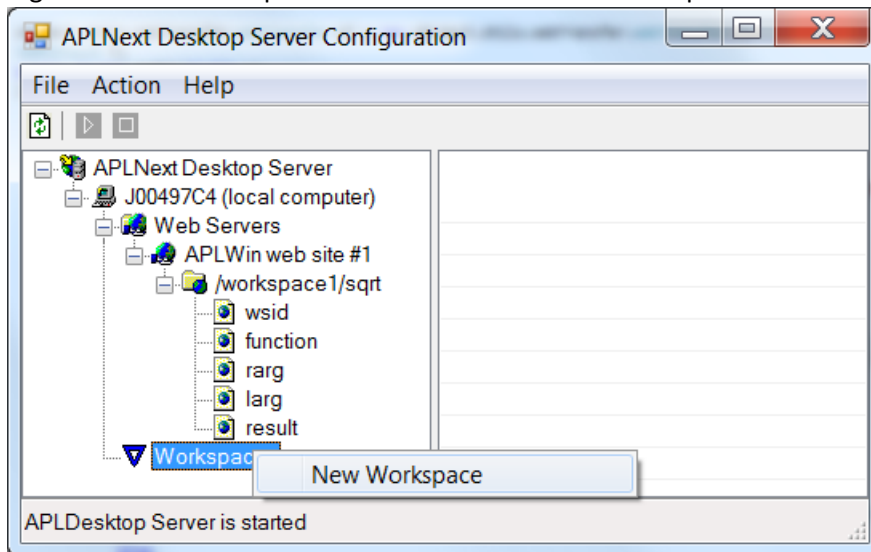 APLNext Desktop Server Configuration
File Action Help
APLNext Desktop Server
J00497C4 (local computer)
Web Servers
APLWin web site #1
/workspace1/sqrt
wsid
function
rarg
larg
result
Workspac
New Workspace
APLDesktop Server is started